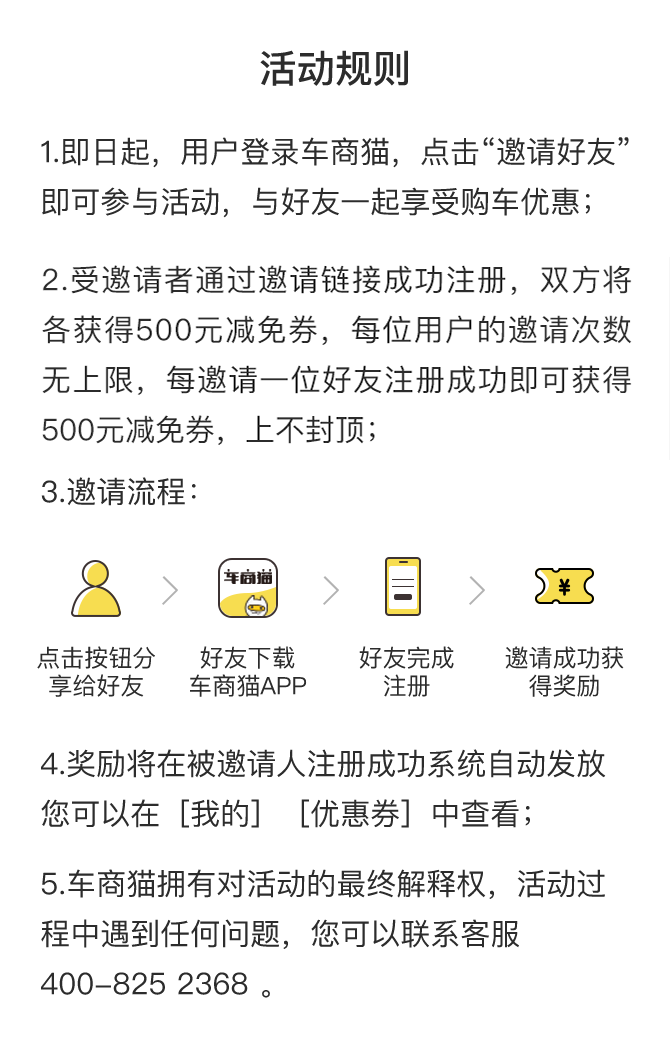 活动规则
1.即日起，用户登录车商猫，点击“邀请好友”
即可参与活动，与好友一起享受购车优惠；
2.受邀请者通过邀请链接成功注册，双方将
各获得500元减免券，每位用户的邀请次数
无上限，每邀请一位好友注册成功即可获得
500元减免券，上不封顶；
3.邀请流程：
车商猫
¥
点击按钮分
享给好友
好友下载
车商猫APP
好友完成
注册
邀请成功获
得奖励
4.奖励将在被邀请人注册成功系统自动发放
您可以在［我的］［优惠券］中查看；
5.车商猫拥有对活动的最终解释权，活动过
程中遇到任何问题，您可以联系客服
400–825 2368 。